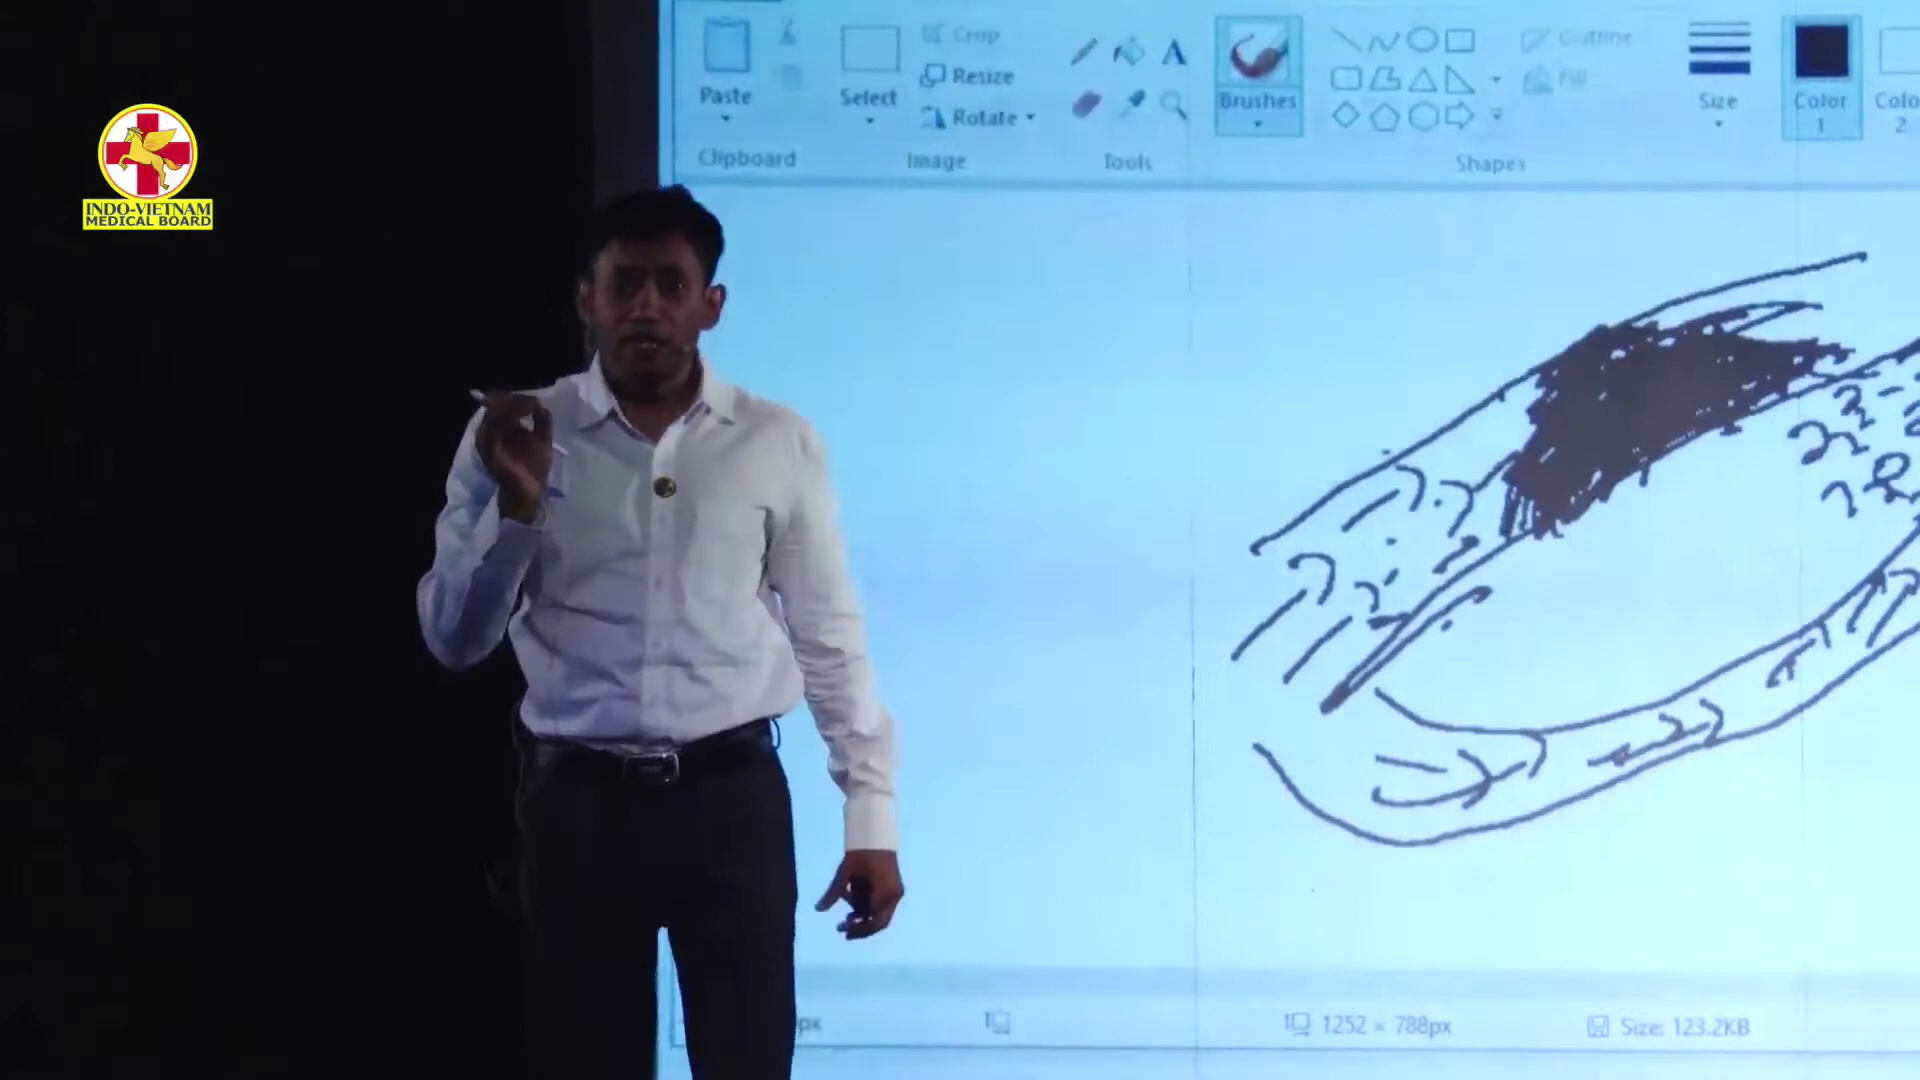 INDO-VIETNAM
MEDICAL BOARD
Paste
Clipboard
Select
Crop
Resize
Rotate
Image
A
Tools
Brushes
Shapes
Outline
Fill
Size
Color
1
Colo
2
px
1252 × 788px
Size: 123.2KB